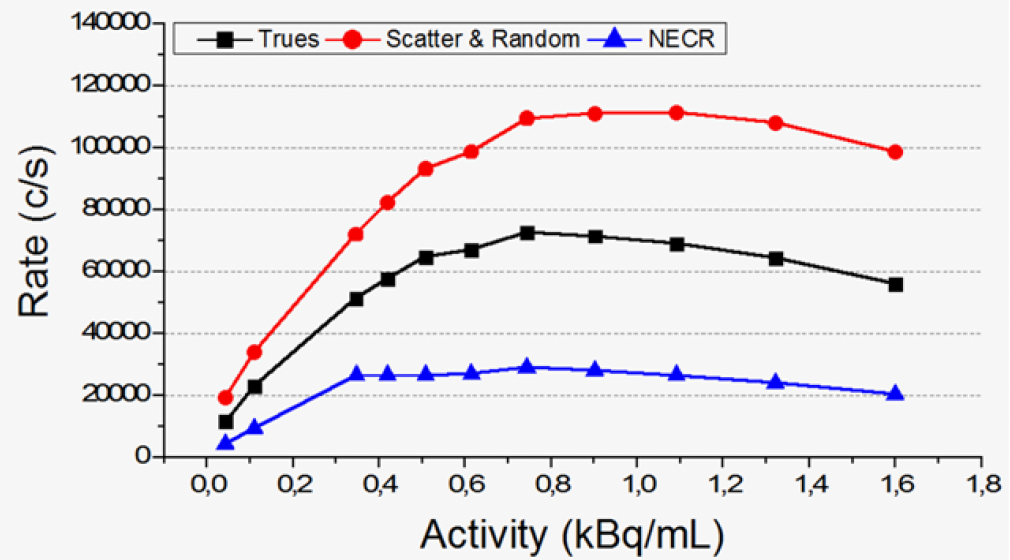 140000
Trues Scatter & Random NECR
120000
100000
80000
60000
40000
20000
0
Rate (c/s)
0,0 0,2 0,4 0,6 0,8 1,0 1,2 1,4 1,6 1,8
Activity (kBq/mL)